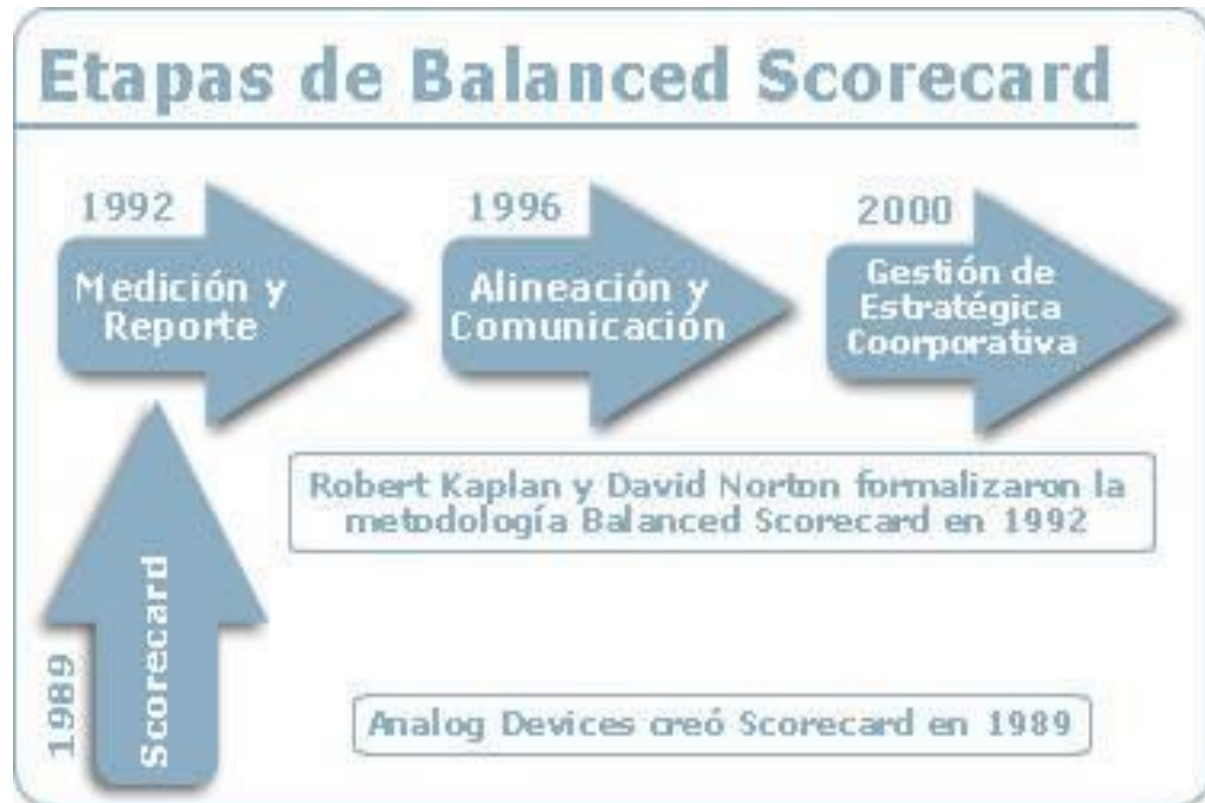 Etapas de Balanced Scorecard
1992
Medición y
Reporte
1996
Alineación y
Comunicación
2000
Gestión de
Estratégica
Coorporativa
Robert Kaplan y David Norton formalizaron la
metodología Balanced Scorecard en 1992
1989
Scorecard
Analog Devices creó Scorecard en 1989